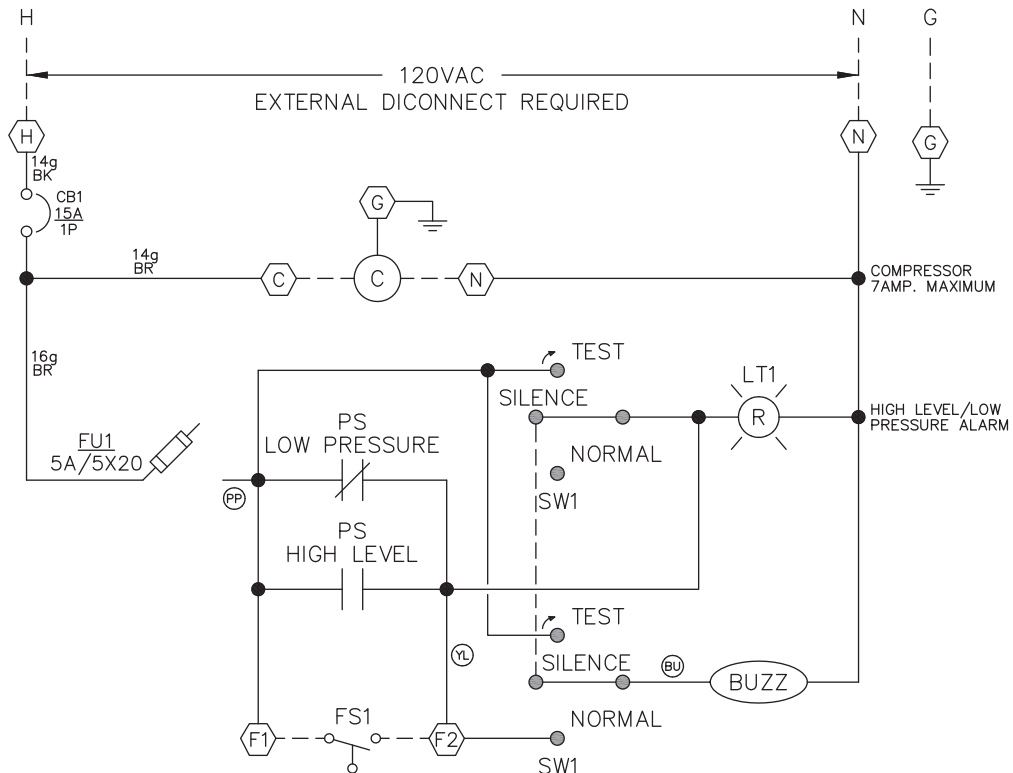 H N G
120VAC
EXTERNAL DICONNECT REQUIRED
H N G
14g
BK
CB1
15A
1P
G
14g
BR
C C N
COMPRESSOR
7AMP. MAXIMUM
16g
BR
TEST
LT1
SILENCE
R
HIGH LEVEL/LOW
PRESSURE ALARM
FU1
5A/5X20
PS
LOW PRESSURE
NORMAL
SW1
PP
PS
HIGH LEVEL
TEST
YL
SILENCE
BU
BUZZ
FS1
NORMAL
F1 F2
SW1